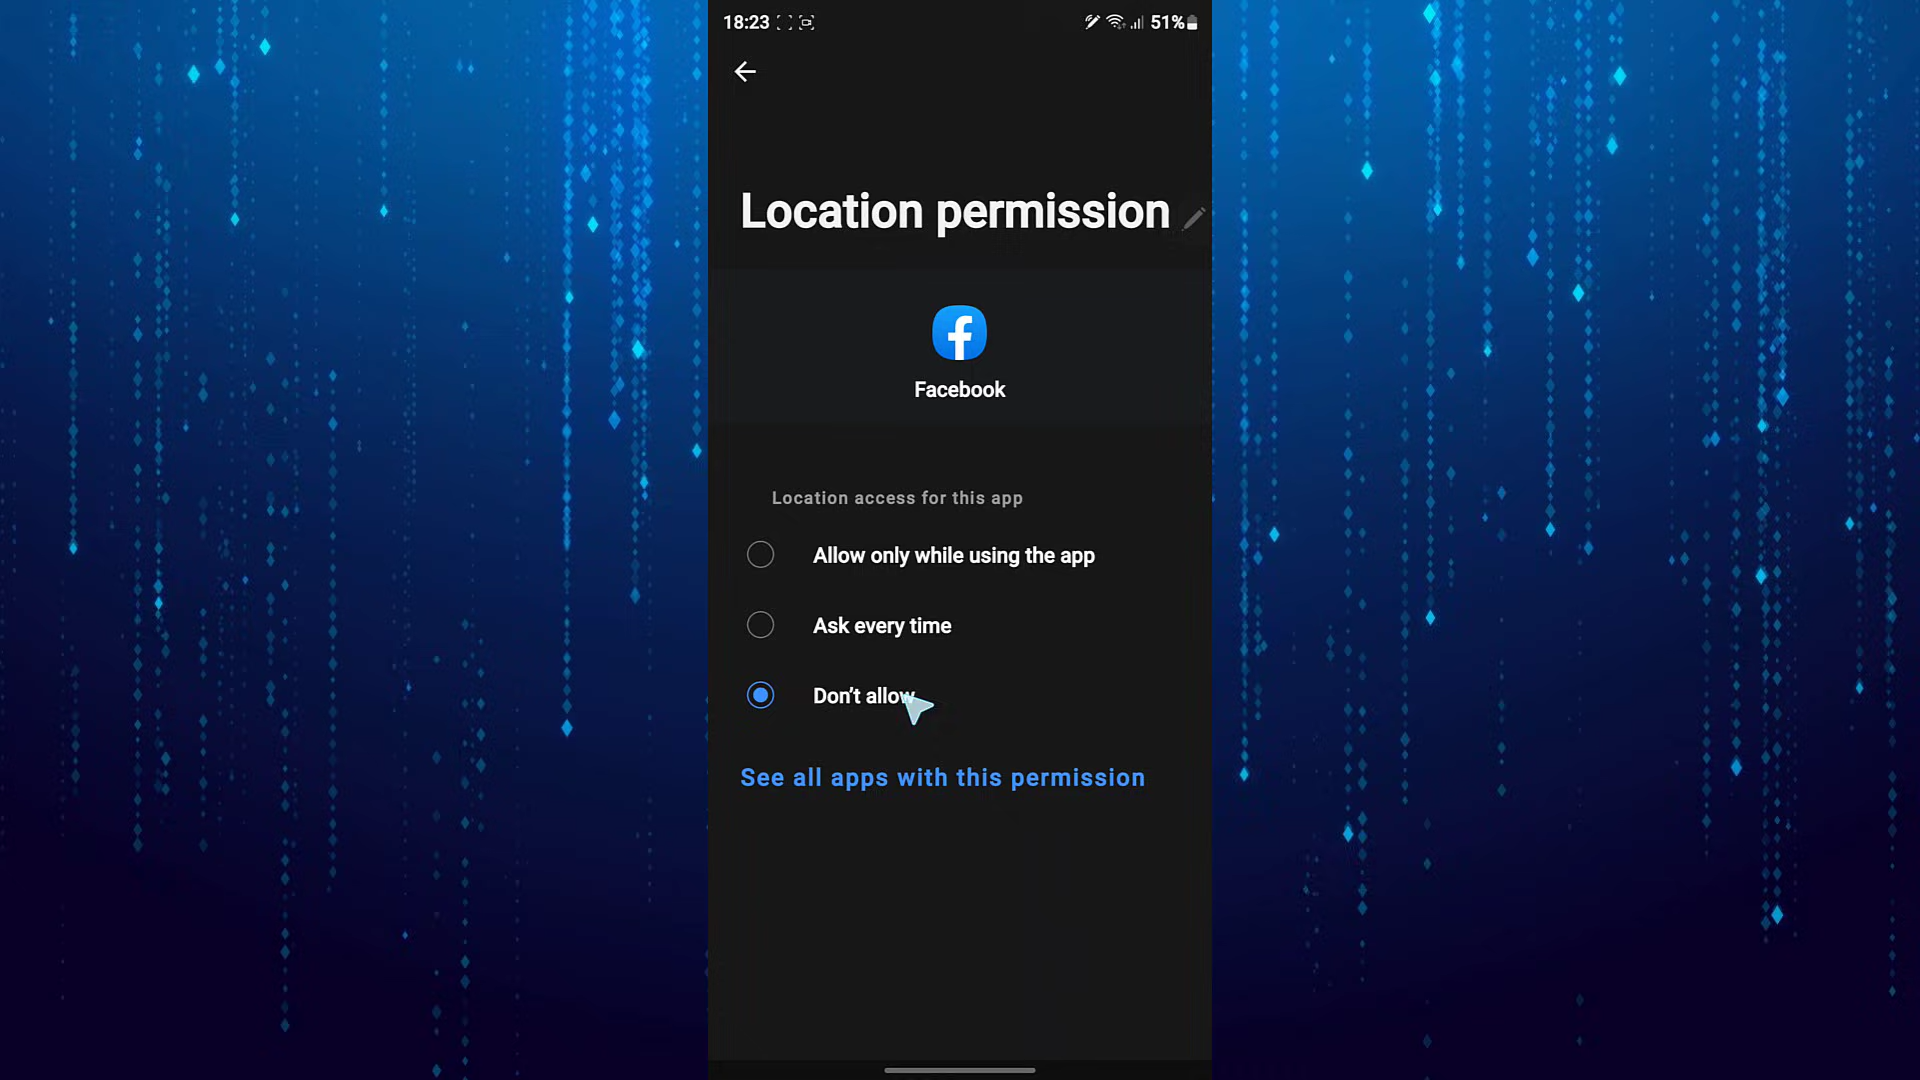 18:23 51%
Location permission
Facebook
Location access for this app
Allow only while using the app
Ask every time
Don't allow
See all apps with this permission